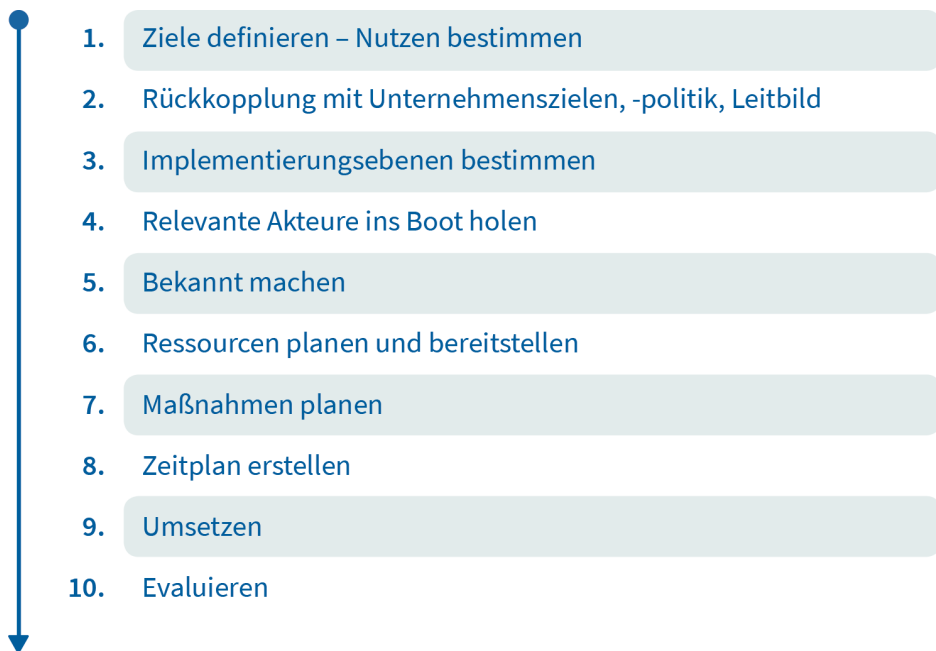 1. Ziele definieren – Nutzen bestimmen
2. Rückkopplung mit Unternehmenszielen, -politik, Leitbild
3. Implementierungsebenen bestimmen
4. Relevante Akteure ins Boot holen
5. Bekannt machen
6. Ressourcen planen und bereitstellen
7. Maßnahmen planen
8. Zeitplan erstellen
9. Umsetzen
10. Evaluieren